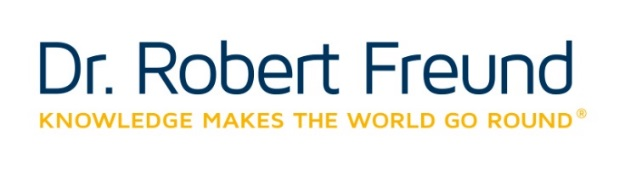 Dr. Robert Freund
KNOWLEDGE MAKES THE WORLD GO ROUND®